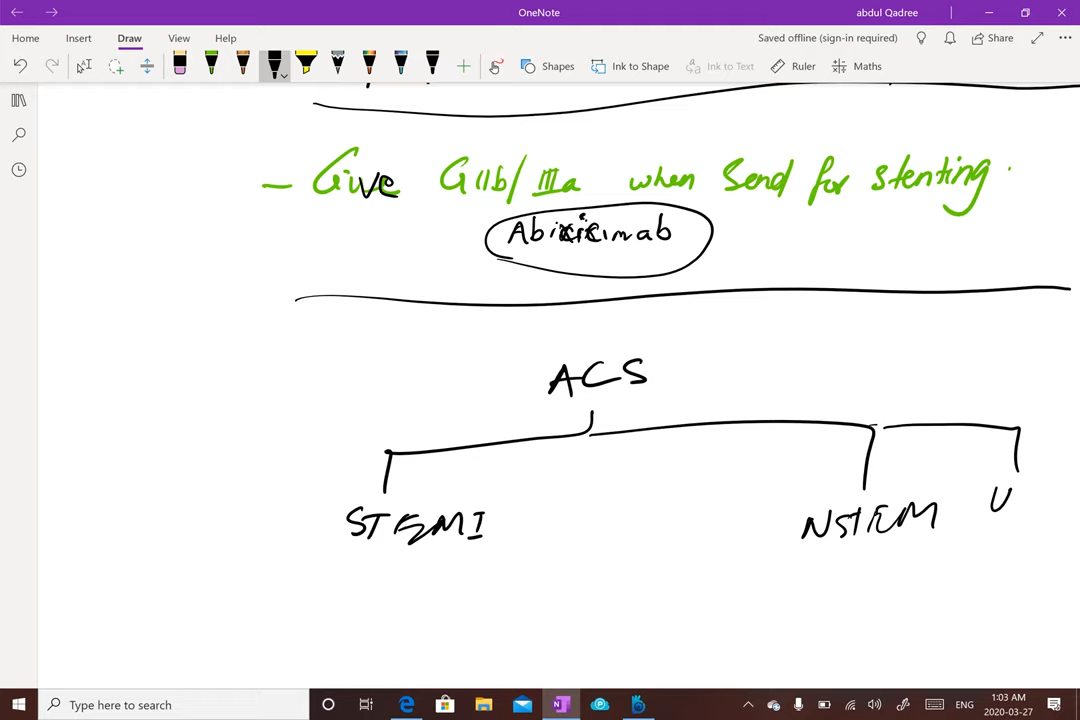 OneNote
abdul Qadree
Home Insert Draw View Help
Saved offline (sign-in required) Share
Shapes Ink to Shape Ink to Text Ruler Maths
- Give GIIb/IIIa when Send for Stenting.
ACS
STEMI NSTEM U
Type here to search
ENG 1:03 AM
2020-03-27